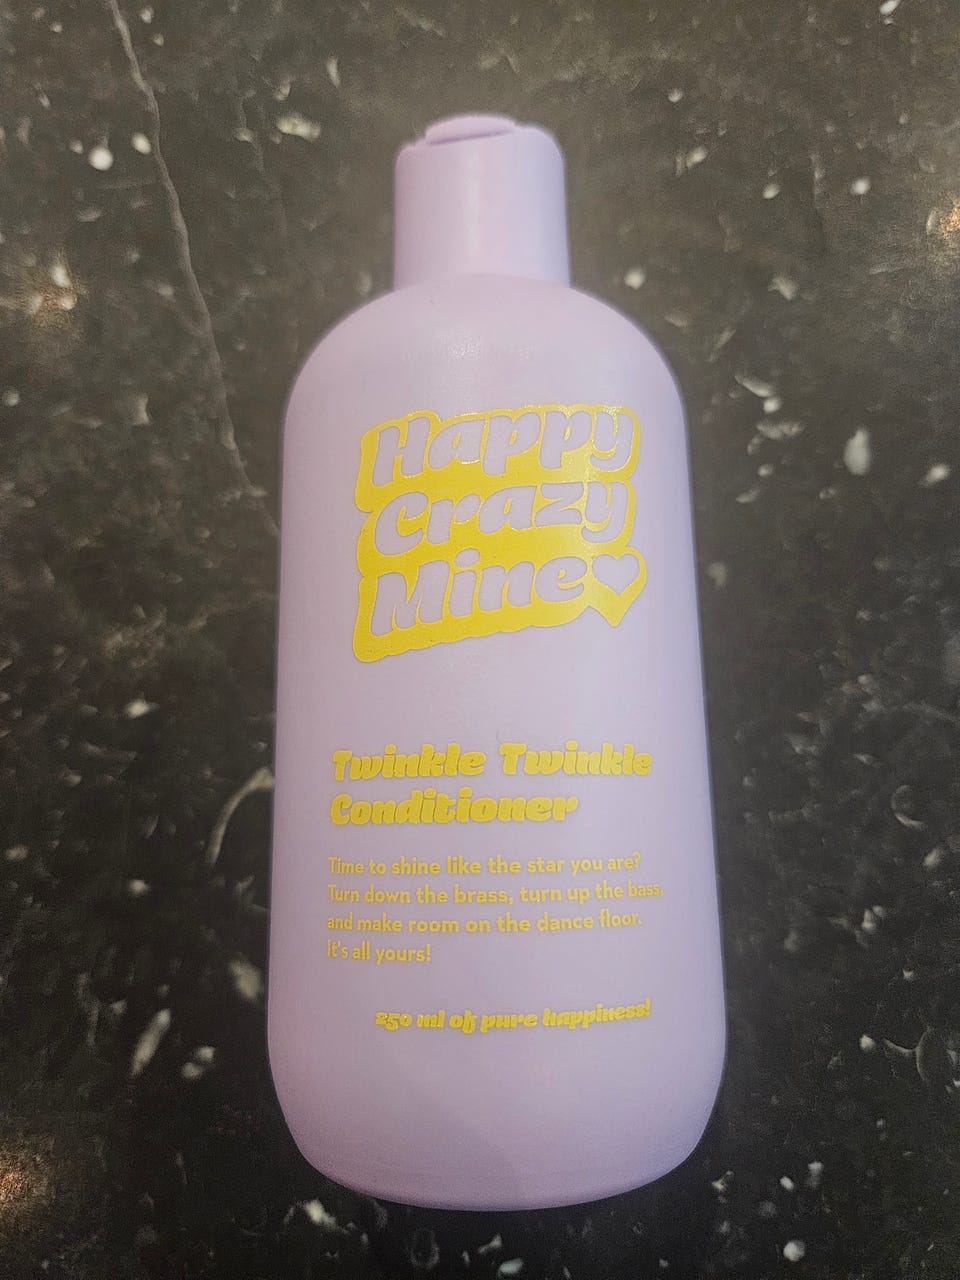 Happy
Crazy
Mine
Twinkle Twinkle
Conditioner
Time to shine like the star you are?
Turn down the brass, turn up the bass,
and make room on the dance floor.
It's all yours!
250 ml of pure happiness!